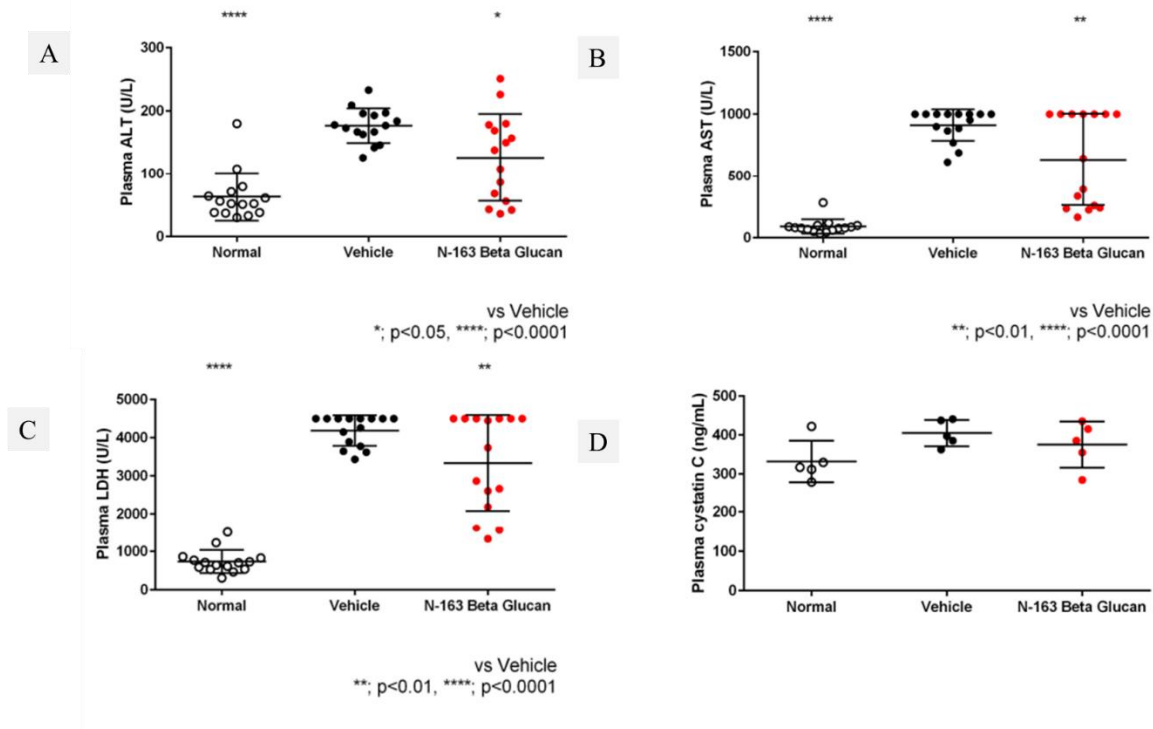 A
**** *
Plasma ALT (U/L)
300
200
100
0
Normal Vehicle N-163 Beta Glucan
vs Vehicle
*; p<0.05, ****; p<0.0001
B
**** **
Plasma AST (U/L)
1500
1000
500
0
Normal Vehicle N-163 Beta Glucan
vs Vehicle
**; p<0.01, ****; p<0.0001
C
**** **
Plasma LDH (U/L)
5000
4000
3000
2000
1000
0
Normal Vehicle N-163 Beta Glucan
vs Vehicle
**; p<0.01, ****; p<0.0001
D
Plasma cystatin C (ng/mL)
500
400
300
200
100
0
Normal Vehicle N-163 Beta Glucan